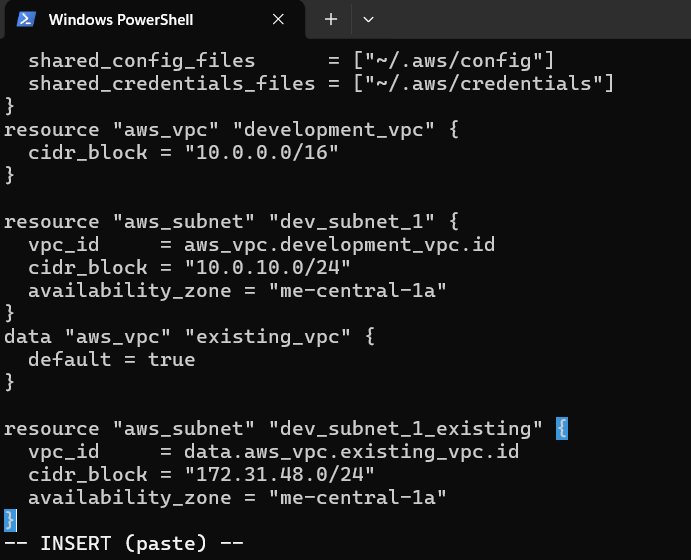 Windows PowerShell
  shared_config_files      = ["~/.aws/config"]
  shared_credentials_files = ["~/.aws/credentials"]
}
resource "aws_vpc" "development_vpc" {
  cidr_block = "10.0.0.0/16"
}

resource "aws_subnet" "dev_subnet_1" {
  vpc_id     = aws_vpc.development_vpc.id
  cidr_block = "10.0.10.0/24"
  availability_zone = "me-central-1a"
}
data "aws_vpc" "existing_vpc" {
  default = true
}

resource "aws_subnet" "dev_subnet_1_existing" {
  vpc_id     = data.aws_vpc.existing_vpc.id
  cidr_block = "172.31.48.0/24"
  availability_zone = "me-central-1a"
}
-- INSERT (paste) --